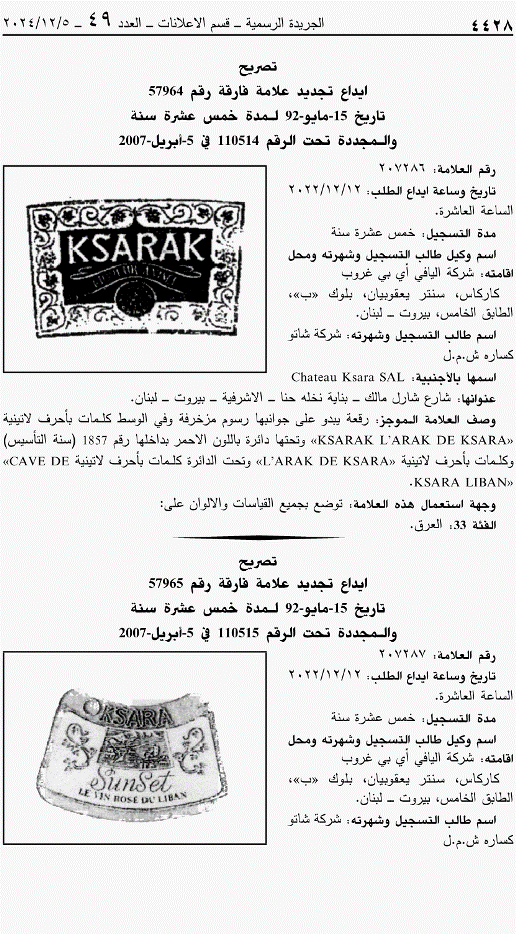 ٤٤٢٨ الجريدة الرسمية ـ قسم الاعلانات ـ العدد ٤٩ ـ ٢٠٢٤/١٢/٥
تصريح
ايداع تجديد علامة فارقة رقم 57964
تاريخ 15-مايو-92 لـمدة خمس عشرة سنة
والـمجددة تحت الرقم 110514 في 5-أبريل-2007
رقم العلامة: ٢٠٧٢٨٦
تاريخ وساعة ايداع الطلب: ٢٠٢٢/١٢/١٢
الساعة العاشرة.
مدة التسجيل: خمس عشرة سنة
اسم وكيل طالب التسجيل وشهرته ومحل
اقامته: شركة اليافي أي بي غروب
كاركاس، سنتر يعقوبيان، بلوك «ب»،
الطابق الخامس، بيروت ـ لبنان.
اسم طالب التسجيل وشهرته: شركة شاتو
كساره ش.م.ل
KSARAK
اسمها بالأجنبية: Chateau Ksara SAL
عنوانها: شارع شارل مالك ـ بناية نخله حنا ـ الاشرفية ـ بيروت ـ لبنان.
وصف العلامة الـموجز: رقعة يبدو على جوانبها رسوم مزخرفة وفي الوسط كلـمات بأحرف لاتينية
«KSARAK L'ARAK DE KSARA» وتحتها دائرة باللون الاحمر بداخلها رقم 1857 (سنة التأسيس)
وكلـمات بأحرف لاتينية «L'ARAK DE KSARA» وتحت الدائرة كلـمات بأحرف لاتينية «CAVE DE
KSARA LIBAN».
وجهة استعمال هذه العلامة: توضع بجميع القياسات والالوان على:
الفئة 33: العرق.
تصريح
ايداع تجديد علامة فارقة رقم 57965
تاريخ 15-مايو-92 لـمدة خمس عشرة سنة
والـمجددة تحت الرقم 110515 في 5-أبريل-2007
رقم العلامة: ٢٠٧٢٨٧
تاريخ وساعة ايداع الطلب: ٢٠٢٢/١٢/١٢
الساعة العاشرة.
مدة التسجيل: خمس عشرة سنة
اسم وكيل طالب التسجيل وشهرته ومحل
اقامته: شركة اليافي أي بي غروب
كاركاس، سنتر يعقوبيان، بلوك «ب»،
الطابق الخامس، بيروت ـ لبنان.
اسم طالب التسجيل وشهرته: شركة شاتو
كساره ش.م.ل
KSARA
SunSet
LE VIN ROSE DU LIBAN